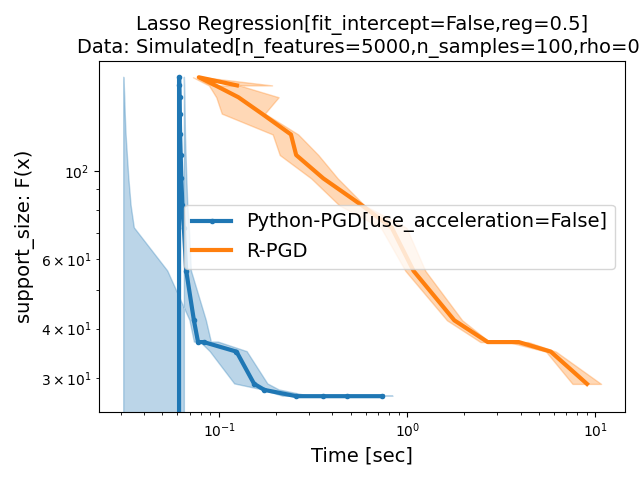 Lasso Regression[fit_intercept=False,reg=0.5]
Data: Simulated[n_features=5000,n_samples=100,rho=0
support_size: F(x)
10²
6 × 10¹
4 × 10¹
3 × 10¹
Python-PGD[use_acceleration=False]
R-PGD
10⁻¹ 10⁰ 10¹
Time [sec]